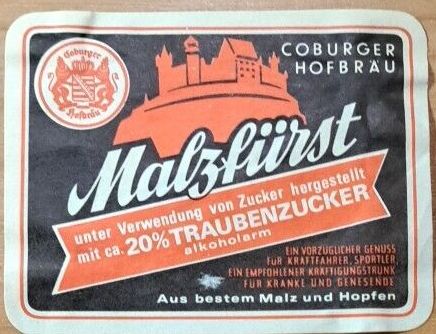 Coburger
Hofbräu
COBURGER
HOFBRÄU
Malzfürst
unter Verwendung von Zucker hergestellt
mit ca. 20% TRAUBENZUCKER
alkoholarm
EIN VORZÜGLICHER GENUSS
FÜR KRAFTFAHRER, SPORTLER,
EIN EMPFOHLENER KRÄFTIGUNGSTRUNK
FÜR KRANKE UND GENESENDE
Aus bestem Malz und Hopfen